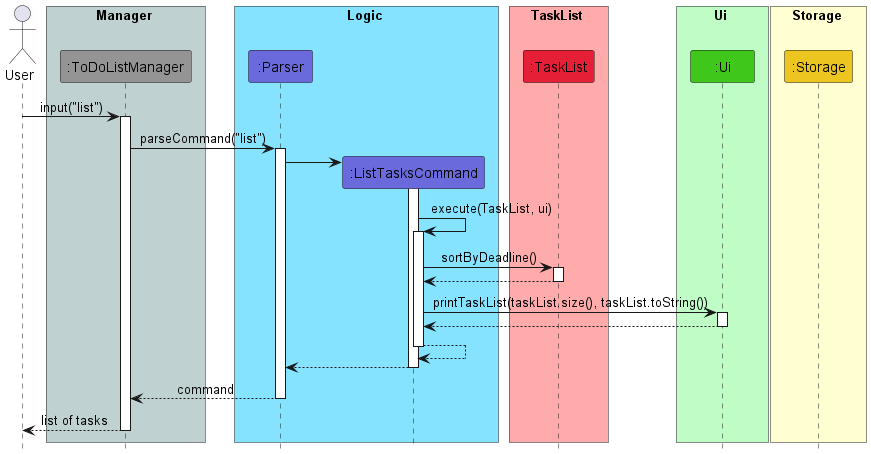 Manager
Logic
TaskList
Ui
Storage
User
:ToDoListManager
:Parser
:TaskList
:Ui
:Storage
input("list")
parseCommand("list")
:ListTasksCommand
execute(TaskList, ui)
sortByDeadline()
printTaskList(taskList.size(), taskList.toString())
command
list of tasks